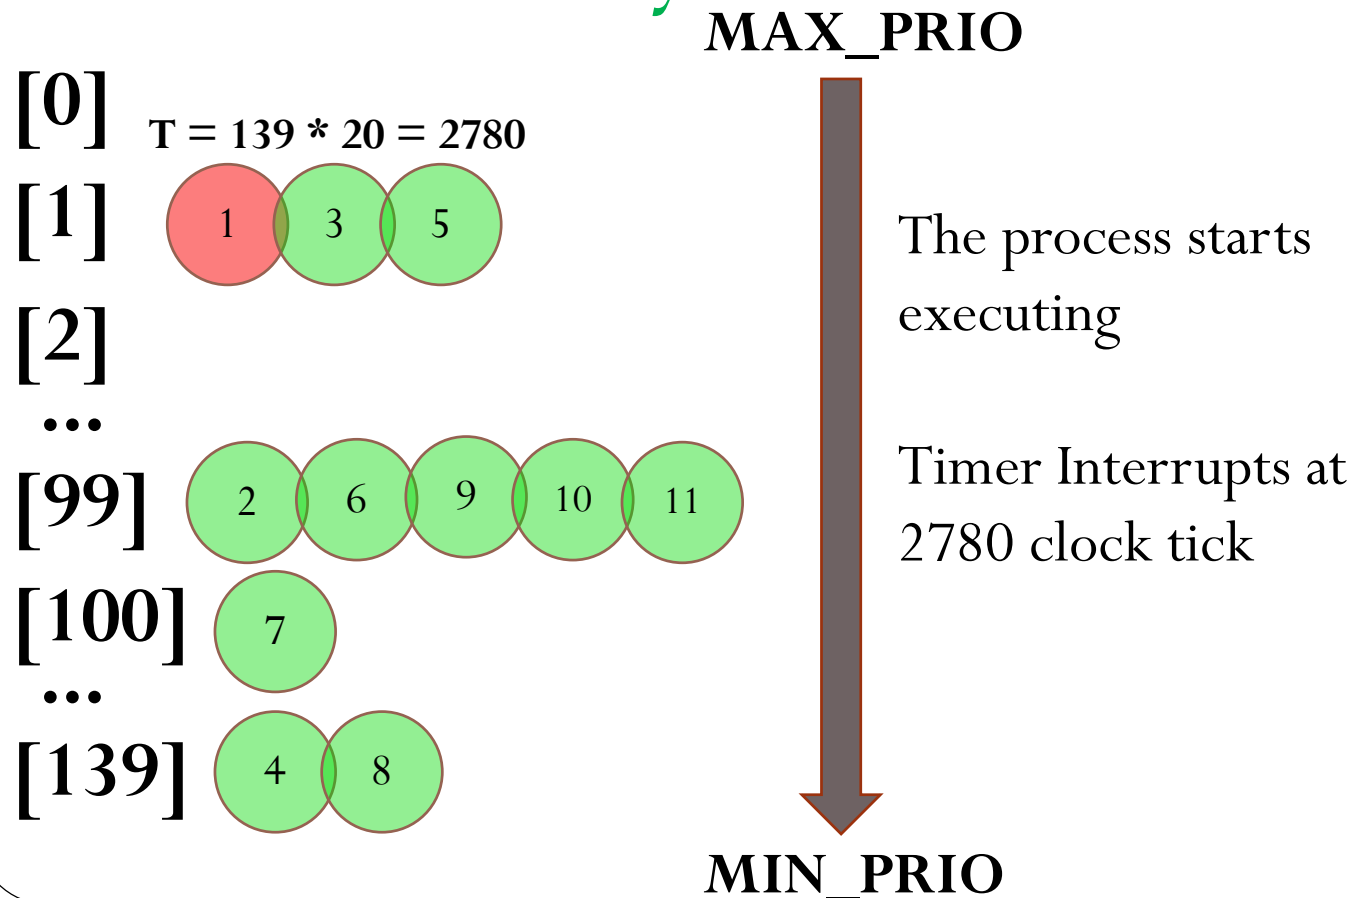 MAX_PRIO
[0]
T = 139 * 20 = 2780
[1] 1 3 5
The process starts
executing
[2]
...
Timer Interrupts at
2780 clock tick
[99] 2 6 9 10 11
[100] 7
...
[139] 4 8
MIN_PRIO